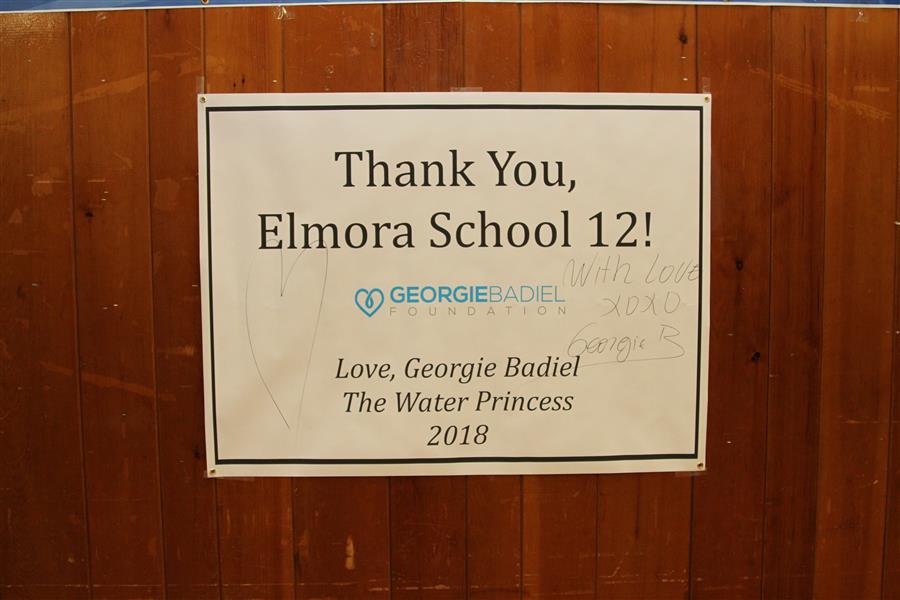 Thank You,
Elmora School 12!
With Love
XOXO
GEORGIEBADIEL
FOUNDATION
Georgie B
Love, Georgie Badiel
The Water Princess
2018